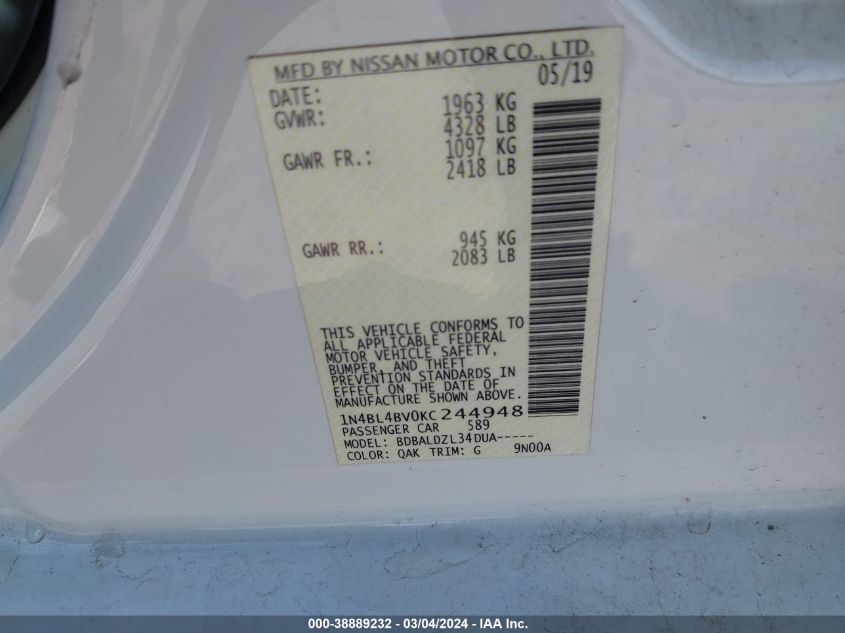 MFD BY NISSAN MOTOR CO., LTD.
DATE: 05/19
GVWR: 1963 KG
4328 LB
GAWR FR.: 1097 KG
2418 LB
GAWR RR.: 945 KG
2083 LB
THIS VEHICLE CONFORMS TO
ALL APPLICABLE FEDERAL
MOTOR VEHICLE SAFETY,
BUMPER, AND THEFT
PREVENTION STANDARDS IN
EFFECT ON THE DATE OF
MANUFACTURE SHOWN ABOVE.
1N4BL4BV0KC244948
PASSENGER CAR 589
MODEL: BDBALDZL34DUA-----
COLOR: QAK TRIM: G 9N00A
000-38889232 - 03/04/2024 - IAA Inc.